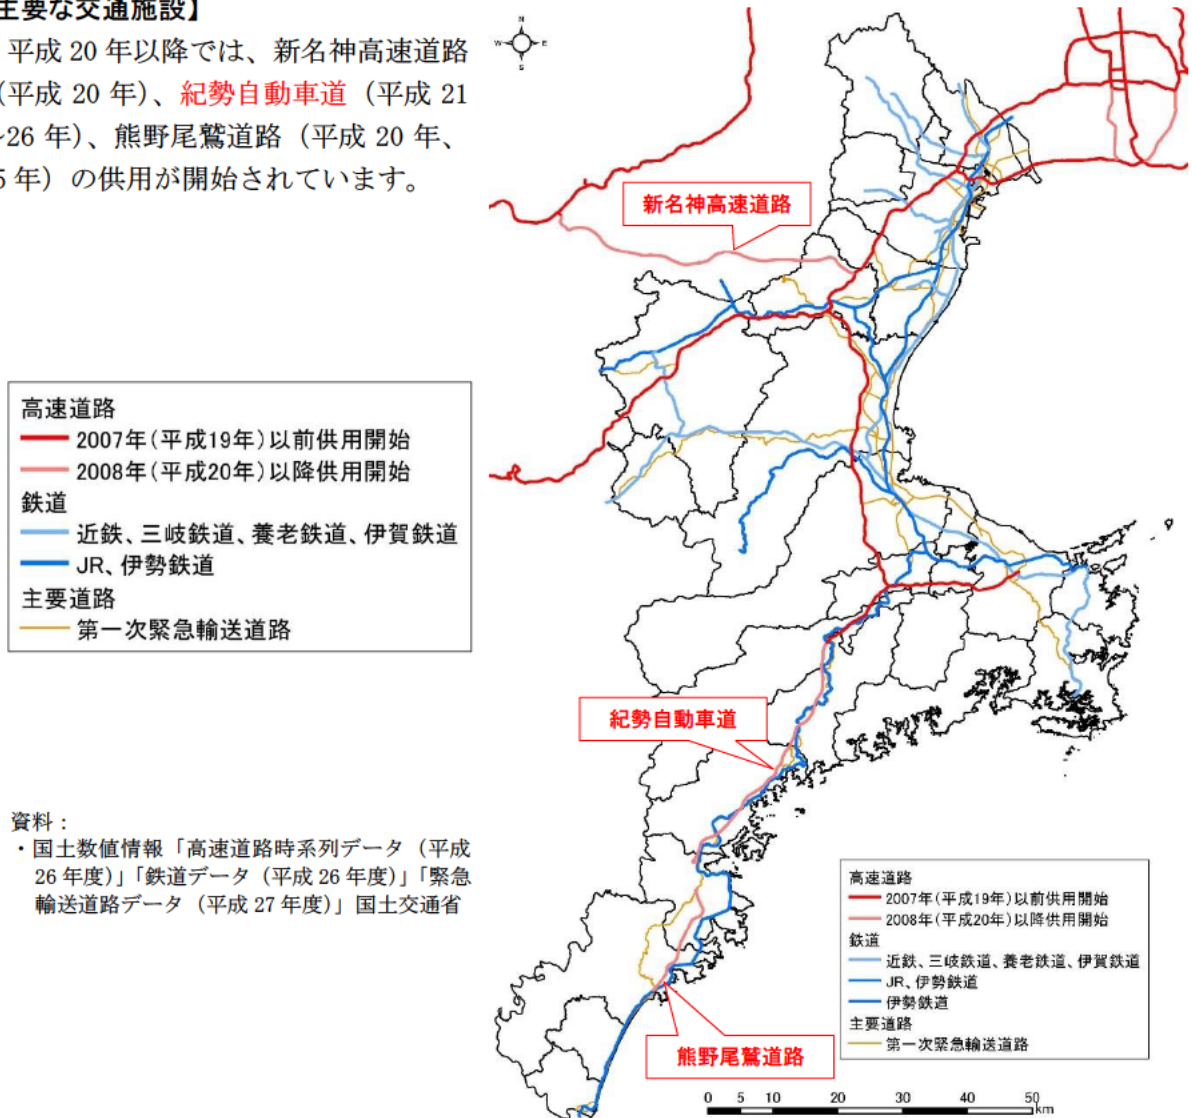 主要な交通施設】
平成 20 年以降では、新名神高速道路
（平成 20 年）、紀勢自動車道（平成 21
~26 年）、熊野尾鷲道路（平成 20 年、
5 年）の供用が開始されています。
N
W
E
S
新名神高速道路
高速道路
2007年（平成19年）以前供用開始
2008年（平成20年）以降供用開始
鉄道
近鉄、三岐鉄道、養老鉄道、伊賀鉄道
JR、伊勢鉄道
主要道路
第一次緊急輸送道路
紀勢自動車道
資料：
・国土数値情報「高速道路時系列データ（平成
26 年度）」「鉄道データ（平成 26 年度）」「緊急
輸送道路データ（平成 27 年度）」国土交通省
高速道路
2007年（平成19年）以前供用開始
2008年（平成20年）以降供用開始
鉄道
近鉄、三岐鉄道、養老鉄道、伊賀鉄道
JR、伊勢鉄道
伊勢鉄道
主要道路
第一次緊急輸送道路
熊野尾鷲道路
0 5 10 20 30 40 50
km